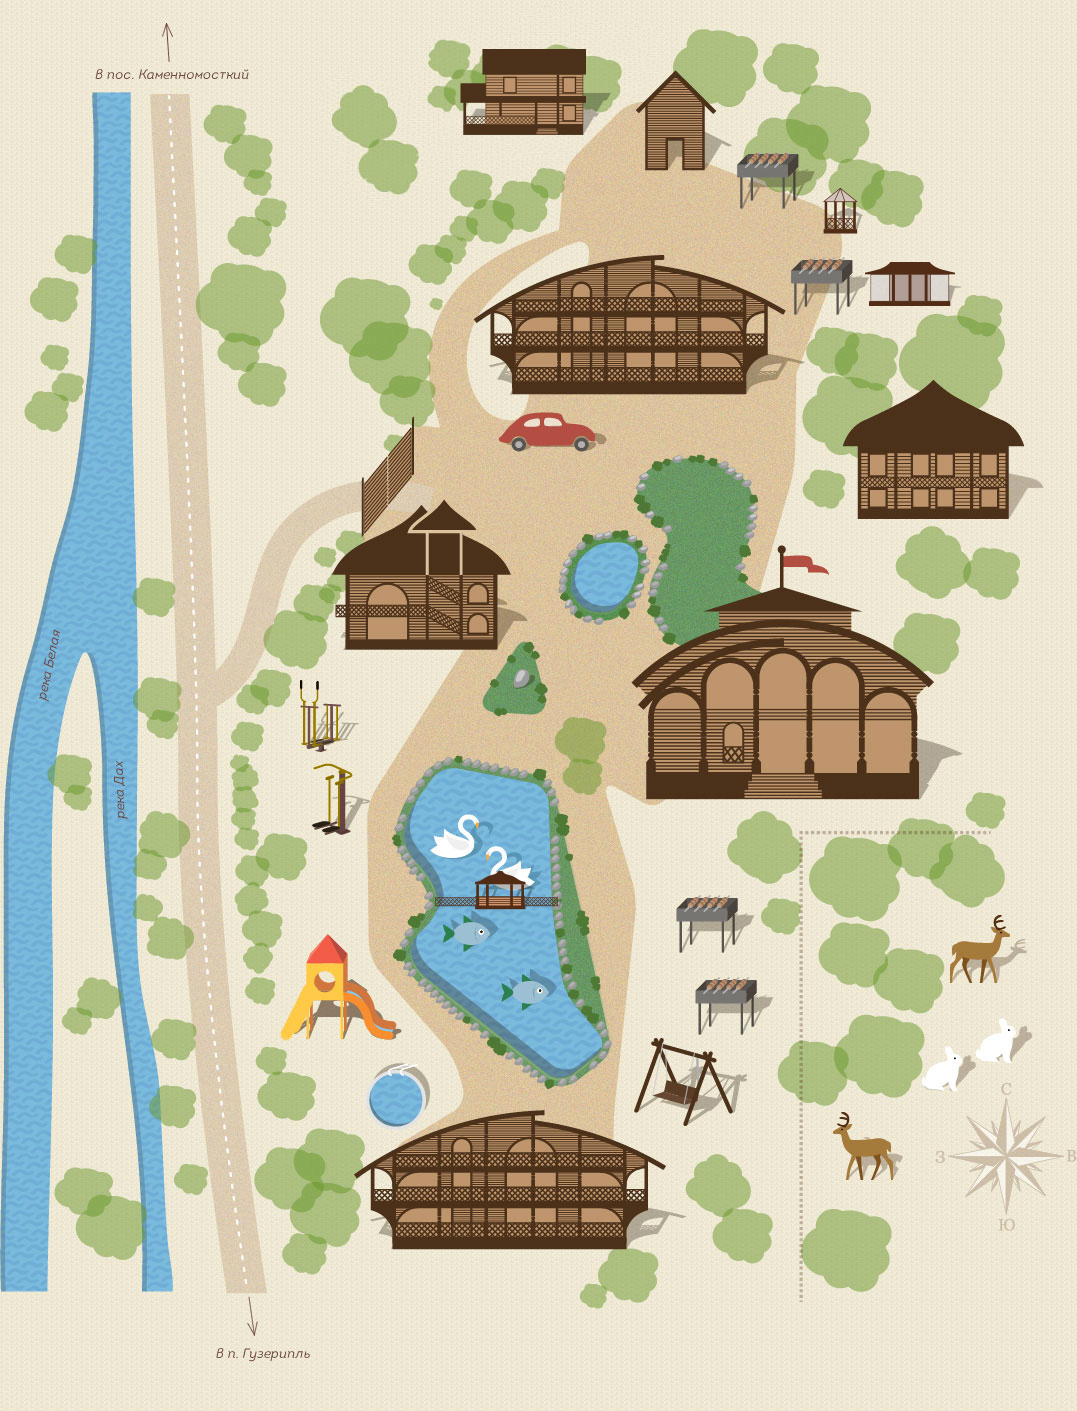 В пос. Каменномосткий
река Белая
река Дах
С
З
В
Ю
В п. Гузерипль